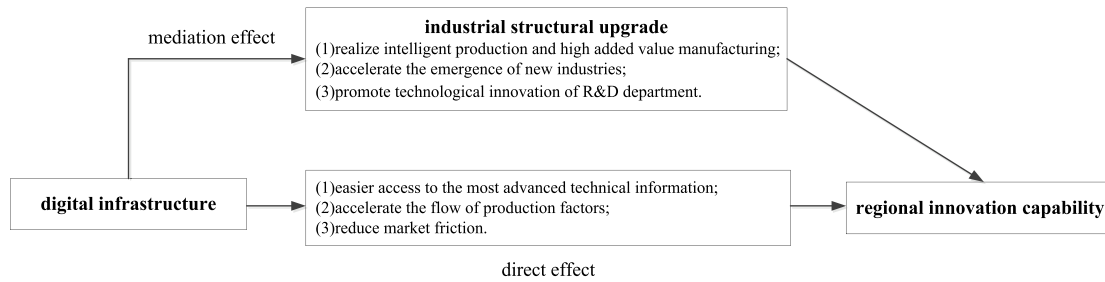 industrial structural upgrade
mediation effect
(1)realize intelligent production and high added value manufacturing;
(2)accelerate the emergence of new industries;
(3)promote technological innovation of R&D department.
digital infrastructure
(1)easier access to the most advanced technical information;
(2)accelerate the flow of production factors;
(3)reduce market friction.
regional innovation capability
direct effect